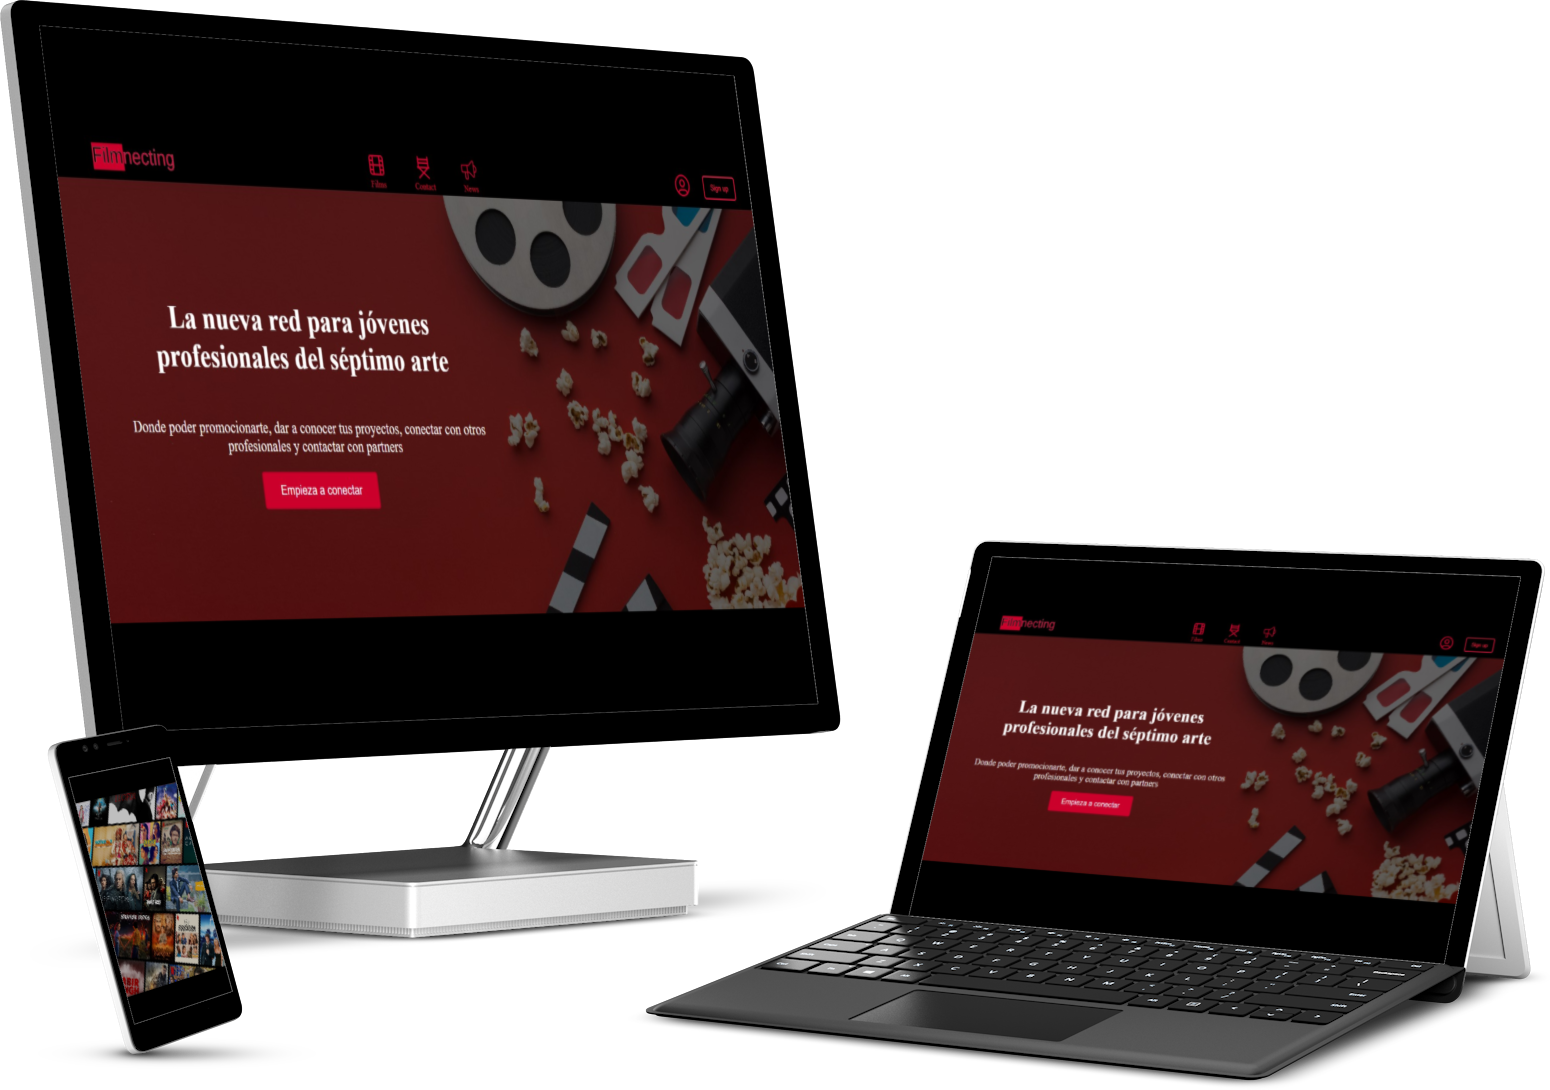 Filmnecting
Films
Contact
News
Sign up
La nueva red para jóvenes
profesionales del séptimo arte
Donde poder promocionarte, dar a conocer tus proyectos, conectar con otros
profesionales y contactar con partners
Empieza a conectar
Filmnecting
Films
Contact
News
Sign up
La nueva red para jóvenes
profesionales del séptimo arte
Donde poder promocionarte, dar a conocer tus proyectos, conectar con otros
profesionales y contactar con partners
Empieza a conectar